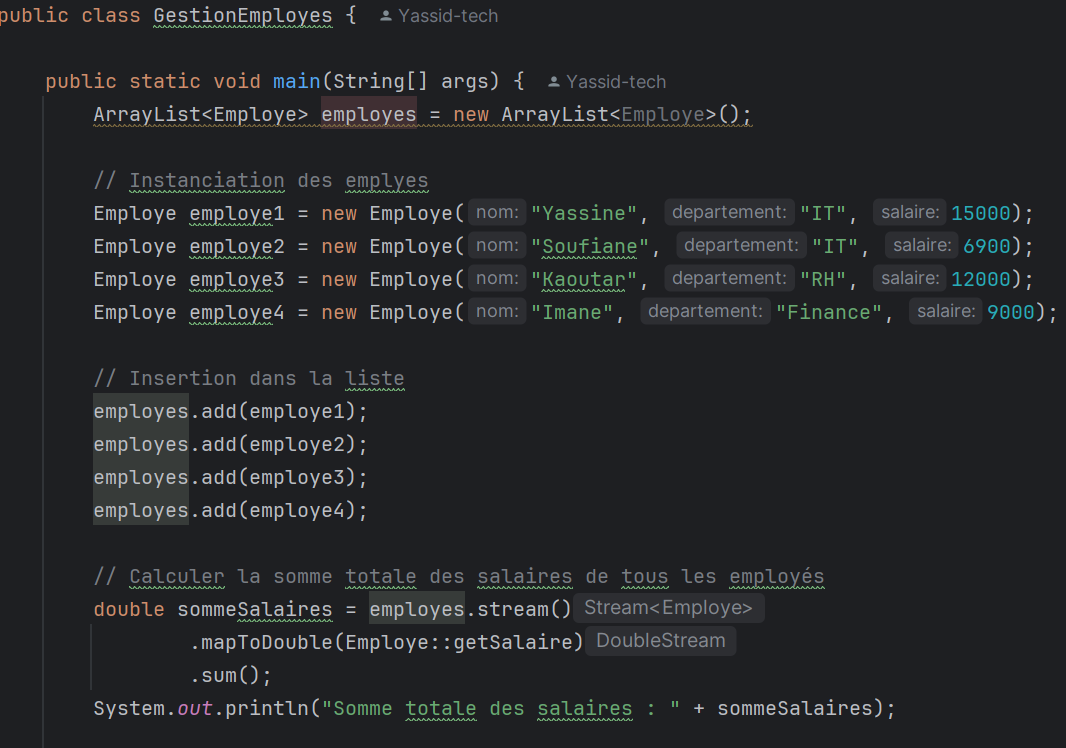 public class GestionEmployes { Yassid-tech
public static void main(String[] args) { Yassid-tech
ArrayList<Employe> employes = new ArrayList<Employe>();
// Instanciation des emplyes
Employe employe1 = new Employe( nom: "Yassine", departement: "IT", salaire: 15000);
Employe employe2 = new Employe( nom: "Soufiane", departement: "IT", salaire: 6900);
Employe employe3 = new Employe( nom: "Kaoutar", departement: "RH", salaire: 12000);
Employe employe4 = new Employe( nom: "Imane", departement: "Finance", salaire: 9000);
// Insertion dans la liste
employes.add(employe1);
employes.add(employe2);
employes.add(employe3);
employes.add(employe4);
// Calculer la somme totale des salaires de tous les employés
double sommeSalaires = employes.stream() Stream<Employe>
.mapToDouble(Employe::getSalaire) DoubleStream
.sum();
System.out.println("Somme totale des salaires : " + sommeSalaires);